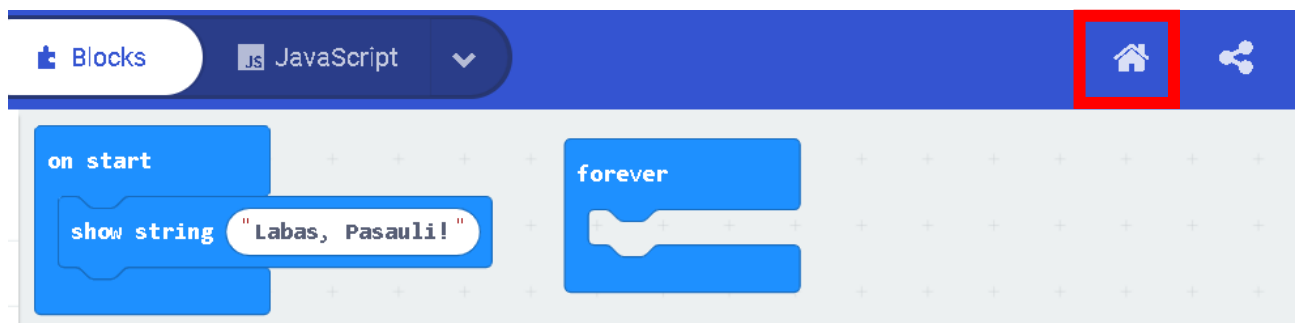 Blocks
JS JavaScript
on start
show string "Labas, Pasauli!"
forever